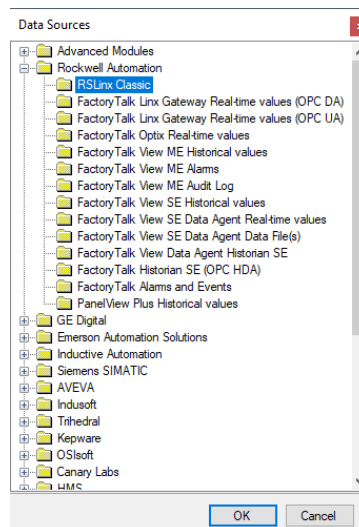 Data Sources
Advanced Modules
Rockwell Automation
RSLinx Classic
FactoryTalk Linx Gateway Real-time values (OPC DA)
FactoryTalk Linx Gateway Real-time values (OPC UA)
FactoryTalk Optix Real-time values
FactoryTalk View ME Historical values
FactoryTalk View ME Alarms
FactoryTalk View ME Audit Log
FactoryTalk View SE Historical values
FactoryTalk View SE Data Agent Real-time values
FactoryTalk View SE Data Agent Data File(s)
FactoryTalk View Data Agent Historian SE
FactoryTalk Historian SE (OPC HDA)
FactoryTalk Alarms and Events
PanelView Plus Historical values
GE Digital
Emerson Automation Solutions
Inductive Automation
Siemens SIMATIC
AVEVA
Indusoft
Trihedral
Kepware
OSIsoft
Canary Labs
HMS
OK Cancel